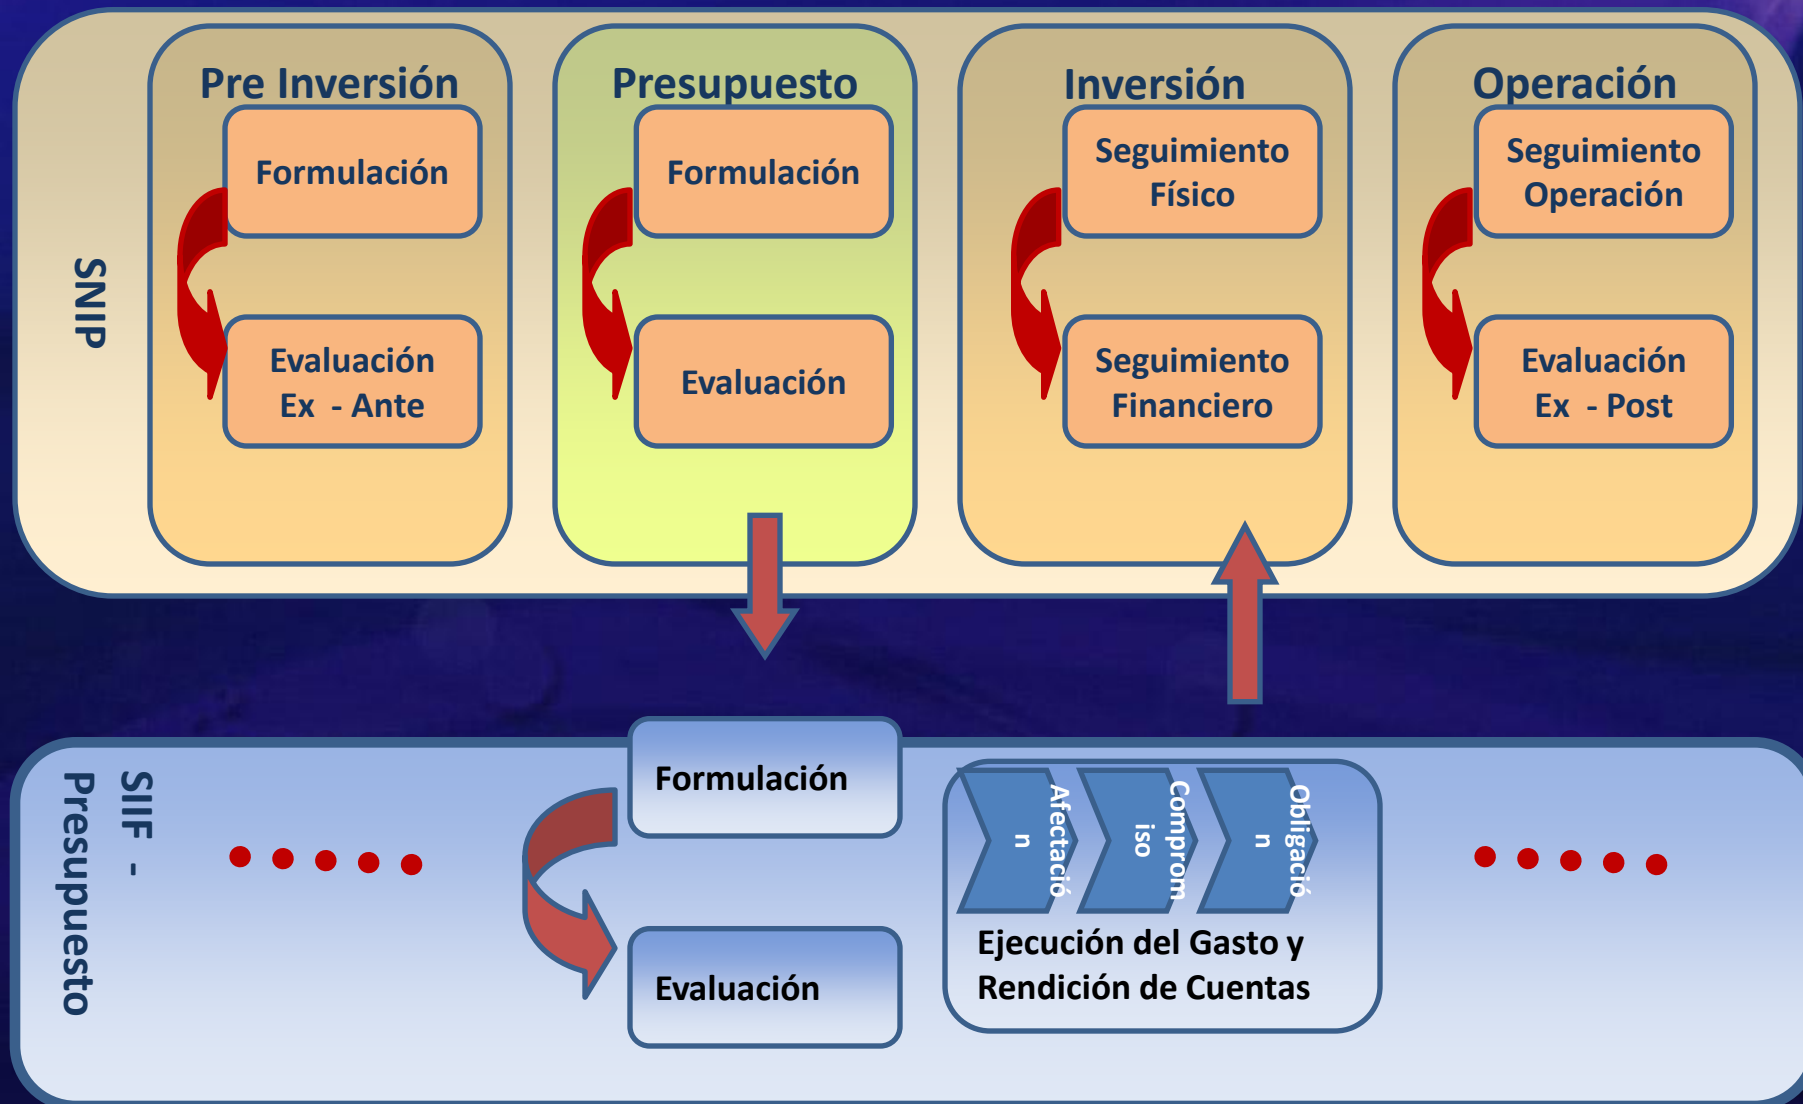 SNIP
Pre Inversión
Formulación
Evaluación
Ex - Ante
Presupuesto
Formulación
Evaluación
Inversión
Seguimiento
Físico
Seguimiento
Financiero
Operación
Seguimiento
Operación
Evaluación
Ex - Post
SIIF -
Presupuesto
Formulación
Evaluación
Afectació
n
Comprom
iso
Obligació
n
Ejecución del Gasto y
Rendición de Cuentas